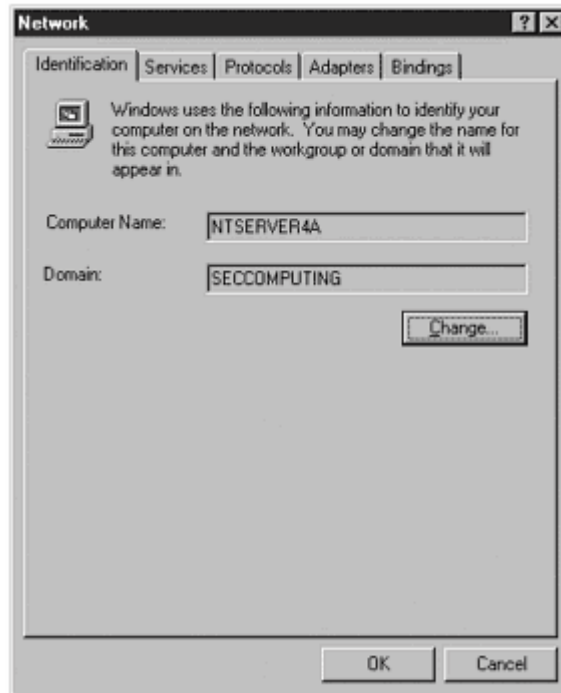 Network
Identification Services Protocols Adapters Bindings
Windows uses the following information to identify your
computer on the network. You may change the name for
this computer and the workgroup or domain that it will
appear in.
Computer Name: NTSERVER4A
Domain: SECCOMPUTING
Change...
OK Cancel